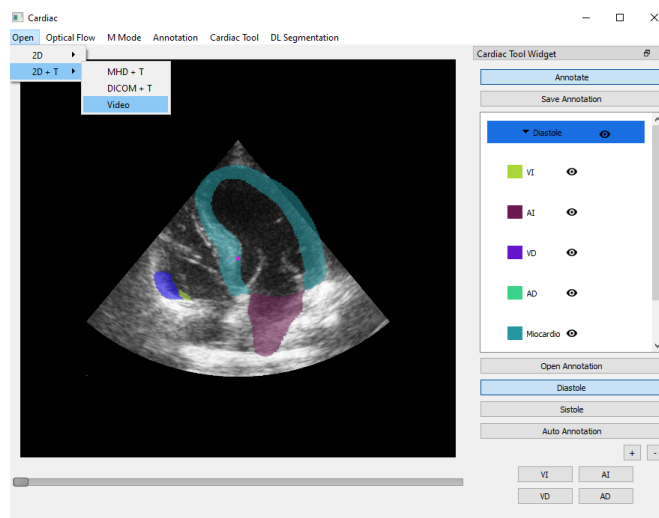 Cardiac
Open Optical Flow M Mode Annotation Cardiac Tool DL Segmentation
2D
2D + T
MHD + T
DICOM + T
Video
Cardiac Tool Widget
Annotate
Save Annotation
Diastole
VI
AI
VD
AD
Miocardio
Open Annotation
Diastole
Sistole
Auto Annotation
+ -
VI AI
VD AD